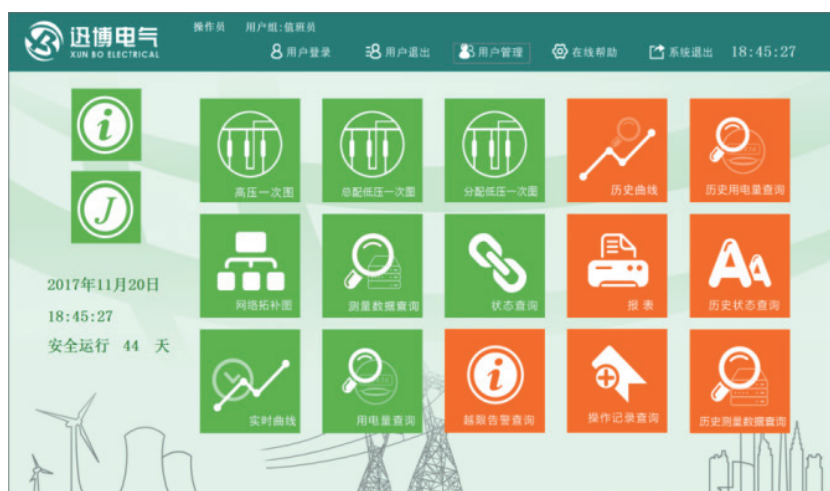 迅博电气
XUN BO ELECTRICAL
操作员 用户组:值班员
用户登录 用户退出 用户管理 在线帮助 系统退出 18:45:27
i
J
2017年11月20日
18:45:27
安全运行 44 天
高压一次图 总配低压一次图 分配低压一次图 历史曲线 历史用电量查询
网络拓补图 测量数据查询 状态查询 报表 历史状态查询
实时曲线 用电量查询 越限告警查询 操作记录查询 历史测量数据查询